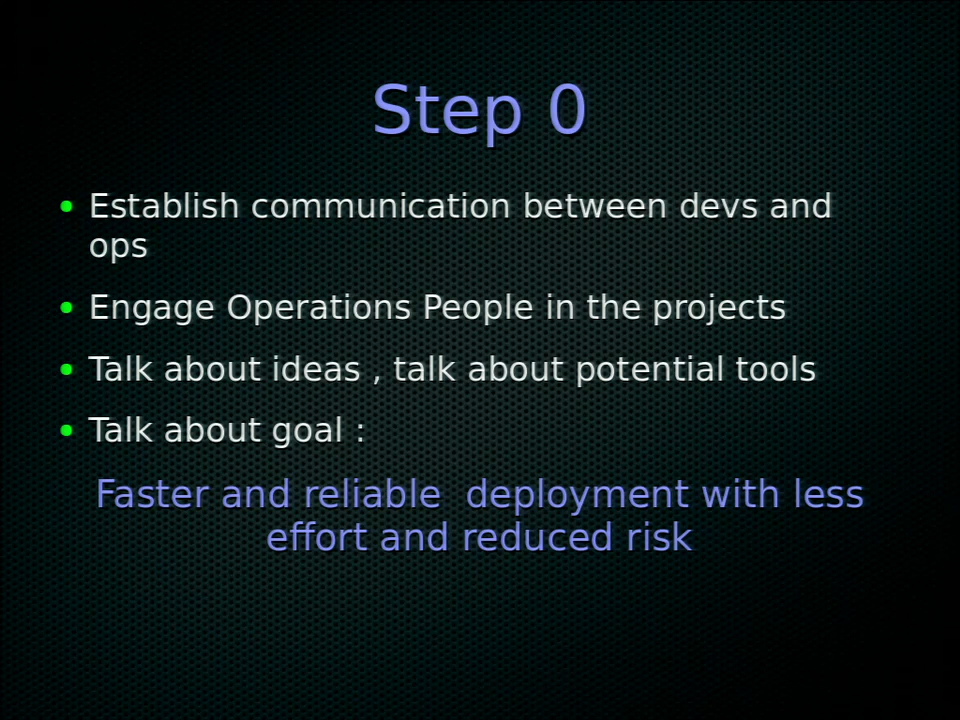 Step 0
Establish communication between devs and
ops
Engage Operations People in the projects
Talk about ideas , talk about potential tools
Talk about goal :
Faster and reliable  deployment with less
effort and reduced risk